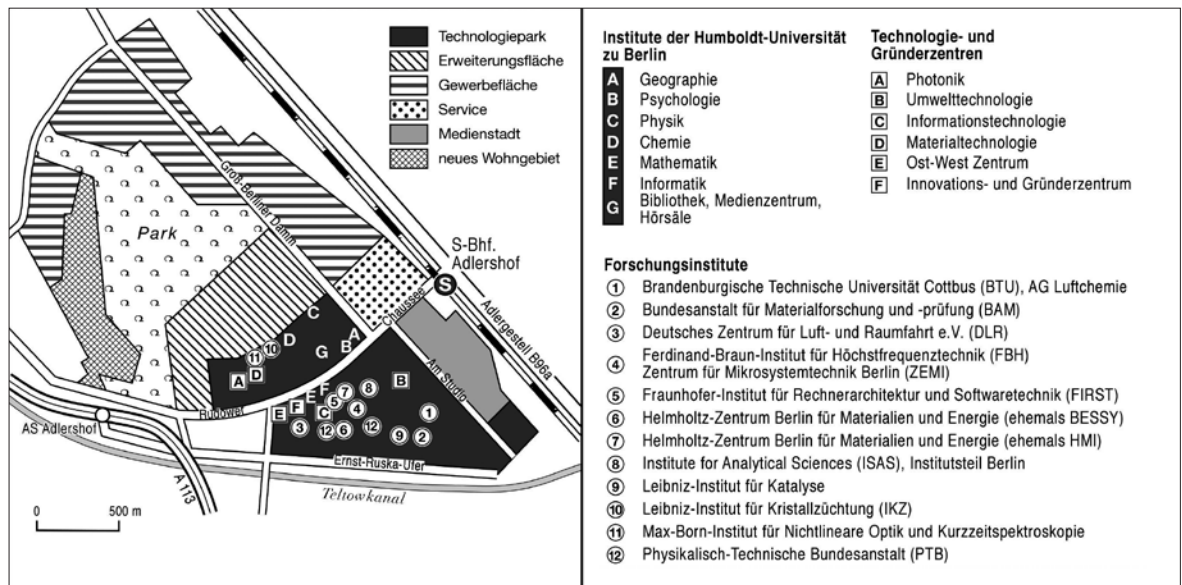 Technologiepark
Erweiterungsfläche
Gewerbefläche
Service
Medienstadt
neues Wohngebiet
Groß-Berliner Damm
Park
S-Bhf.
Adlershof
S
Adlergestell B96a
Chaussee
Am Studio
Rudower
AS Adlershof
A 113
Ernst-Ruska-Ufer
Teltowkanal
C
D
G
B
A
11
10
A
D
F
E
7
8
B
5
E
F
C
4
1
3
12
6
12
9
2
0 500 m
Institute der Humboldt-Universität
zu Berlin
A Geographie
B Psychologie
C Physik
D Chemie
E Mathematik
F Informatik
G Bibliothek, Medienzentrum,
Hörsäle
Technologie- und
Gründerzentren
A Photonik
B Umwelttechnologie
C Informationstechnologie
D Materialtechnologie
E Ost-West Zentrum
F Innovations- und Gründerzentrum
Forschungsinstitute
1 Brandenburgische Technische Universität Cottbus (BTU), AG Luftchemie
2 Bundesanstalt für Materialforschung und -prüfung (BAM)
3 Deutsches Zentrum für Luft- und Raumfahrt e.V. (DLR)
4 Ferdinand-Braun-Institut für Höchstfrequenztechnik (FBH)
Zentrum für Mikrosystemtechnik Berlin (ZEMI)
5 Fraunhofer-Institut für Rechnerarchitektur und Softwaretechnik (FIRST)
6 Helmholtz-Zentrum Berlin für Materialien und Energie (ehemals BESSY)
7 Helmholtz-Zentrum Berlin für Materialien und Energie (ehemals HMI)
8 Institute for Analytical Sciences (ISAS), Institutsteil Berlin
9 Leibniz-Institut für Katalyse
10 Leibniz-Institut für Kristallzüchtung (IKZ)
11 Max-Born-Institut für Nichtlineare Optik und Kurzzeitspektroskopie
12 Physikalisch-Technische Bundesanstalt (PTB)